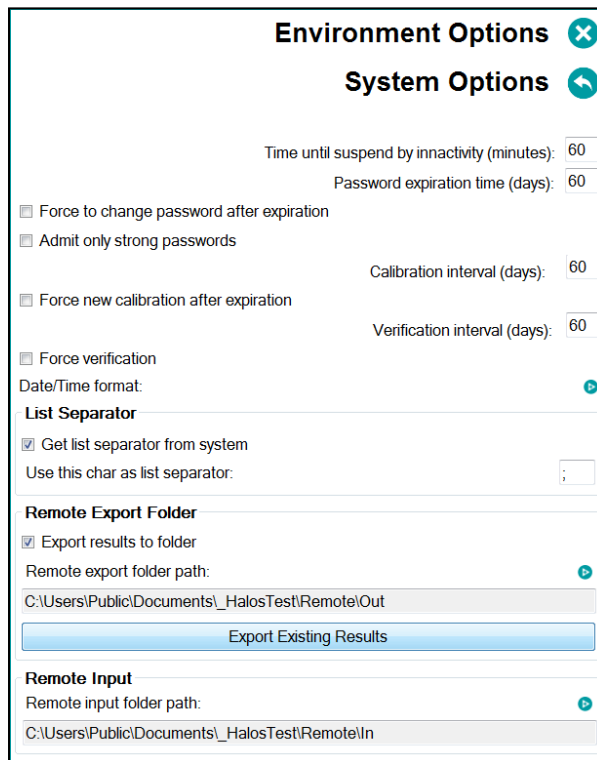 Environment Options
System Options
Time until suspend by innactivity (minutes): 60
Password expiration time (days): 60
Force to change password after expiration
Admit only strong passwords
Calibration interval (days): 60
Force new calibration after expiration
Verification interval (days): 60
Force verification
Date/Time format:
List Separator
Get list separator from system
Use this char as list separator: ;
Remote Export Folder
Export results to folder
Remote export folder path:
C:\Users\Public\Documents\_HalosTest\Remote\Out
Export Existing Results
Remote Input
Remote input folder path:
C:\Users\Public\Documents\_HalosTest\Remote\In